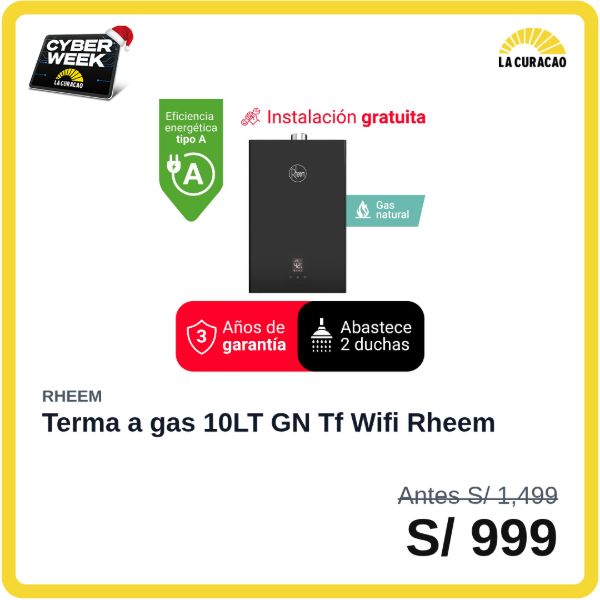 CYBER
WEEK
LA CURACAO
LA CURACAO
Eficiencia
energética
tipo A
A
Instalación gratuita
Rheem
Gas
natural
3
Años de
garantía
Abastece
2 duchas
RHEEM
Terma a gas 10LT GN Tf Wifi Rheem
Antes S/ 1,499
S/ 999